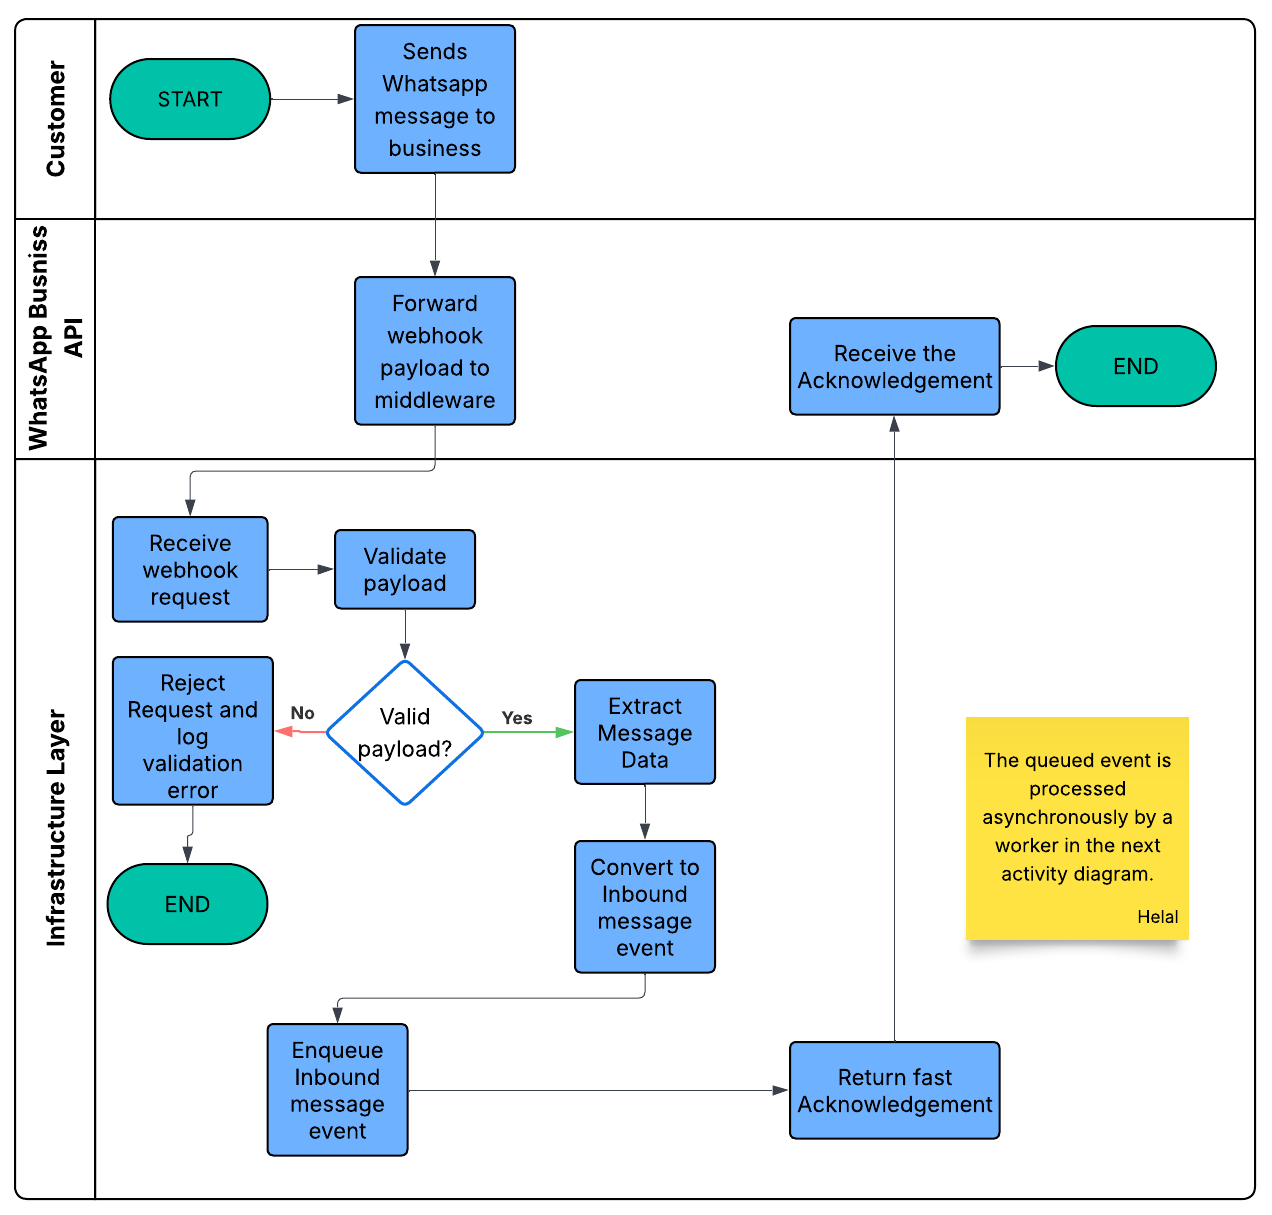 Customer
START
Sends
Whatsapp
message to
business
WhatsApp Busniss
API
Forward
webhook
payload to
middleware
Receive the
Acknowledgement
END
Infrastructure Layer
Receive
webhook
request
Validate
payload
Reject
Request and
log
validation
error
No
Valid
payload?
Yes
Extract
Message
Data
END
Convert to
Inbound
message
event
The queued event is
processed
asynchronously by a
worker in the next
activity diagram.
Helal
Enqueue
Inbound
message
event
Return fast
Acknowledgement